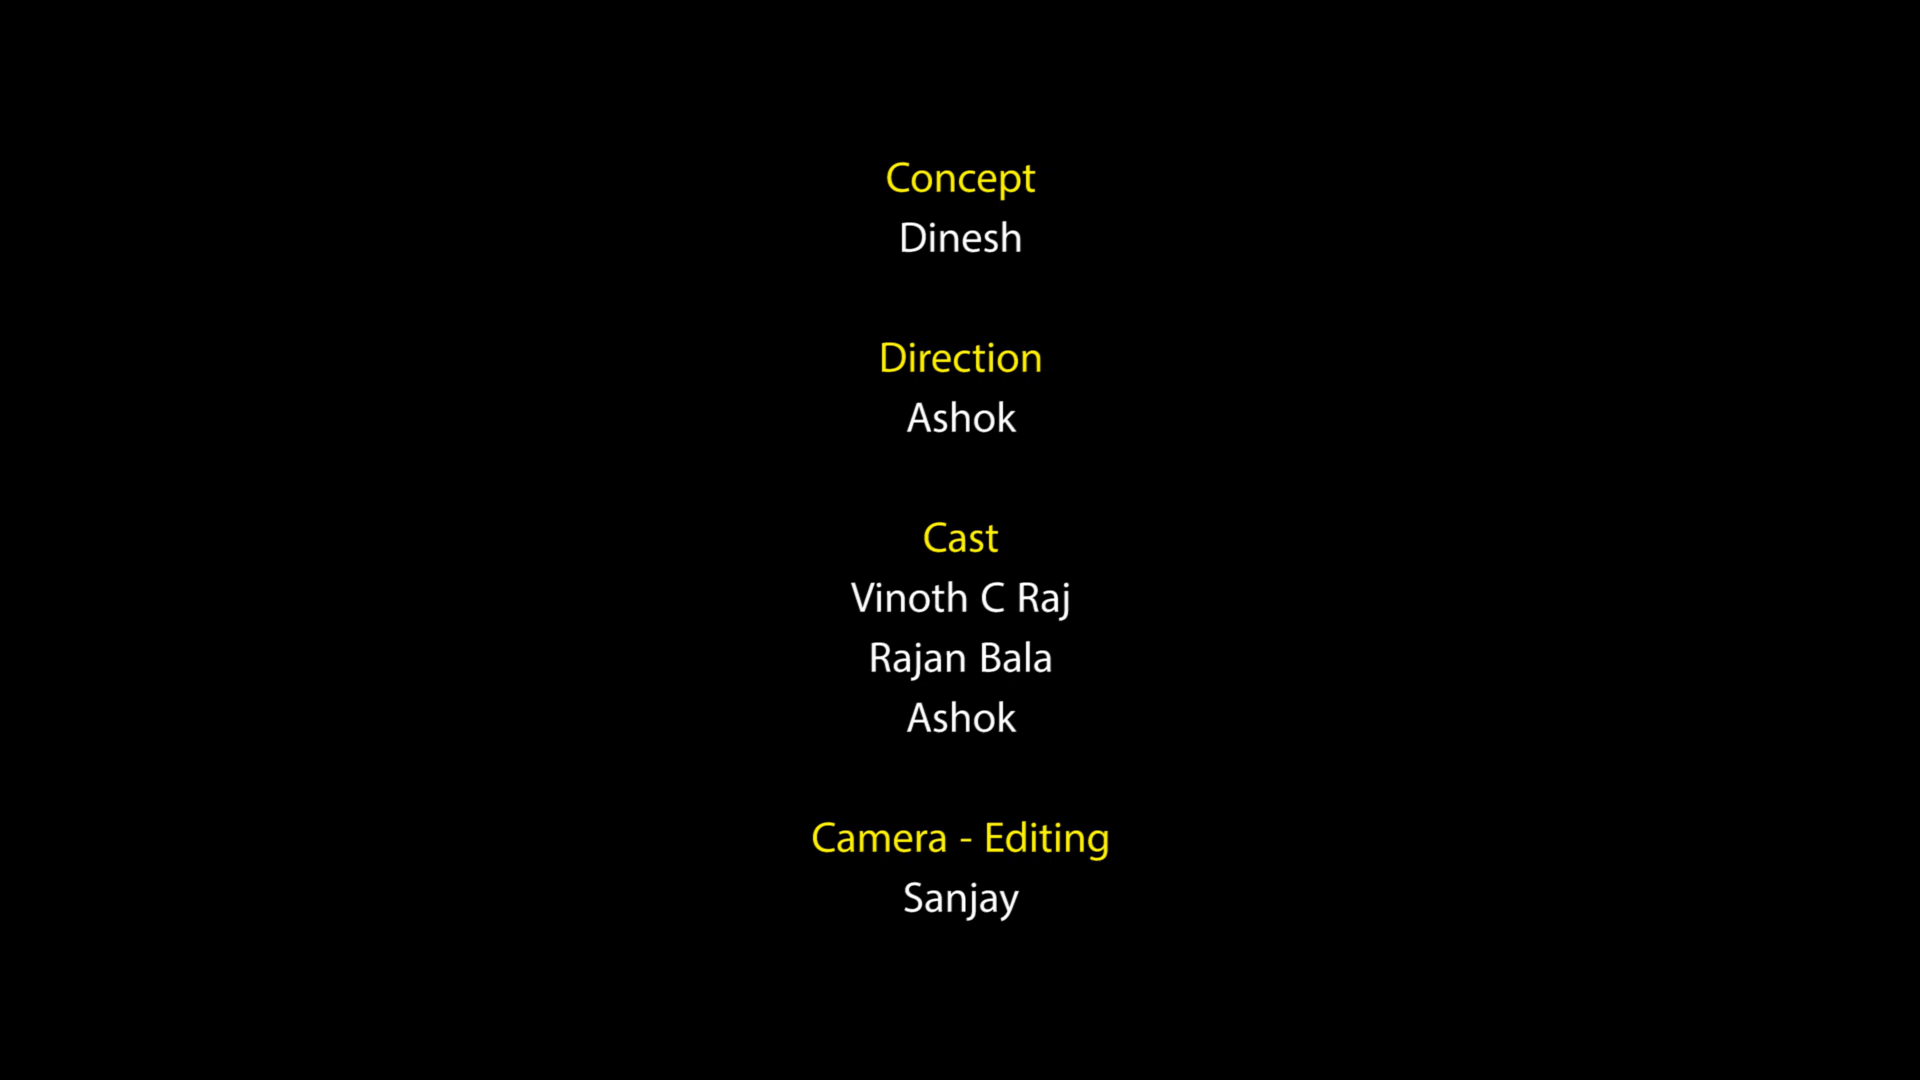 Concept
Dinesh
Direction
Ashok
Cast
Vinoth C Raj
Rajan Bala
Ashok
Camera - Editing
Sanjay